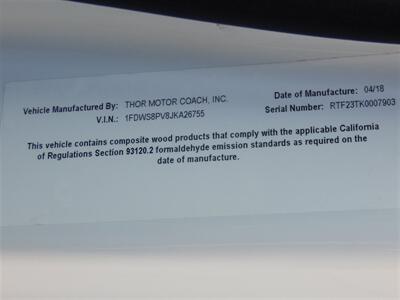 Vehicle Manufactured By: THOR MOTOR COACH, INC. Date of Manufacture: 04/18
V.I.N.: 1FDWS8PV8JKA26755 Serial Number: RTF23TK0007903
This vehicle contains composite wood products that comply with the applicable California
of Regulations Section 93120.2 formaldehyde emission standards as required on the
date of manufacture.